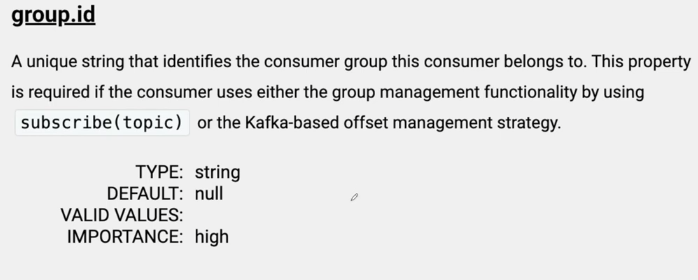 group.id
A unique string that identifies the consumer group this consumer belongs to. This property
is required if the consumer uses either the group management functionality by using
subscribe(topic) or the Kafka-based offset management strategy.
TYPE: string
DEFAULT: null
VALID VALUES:
IMPORTANCE: high